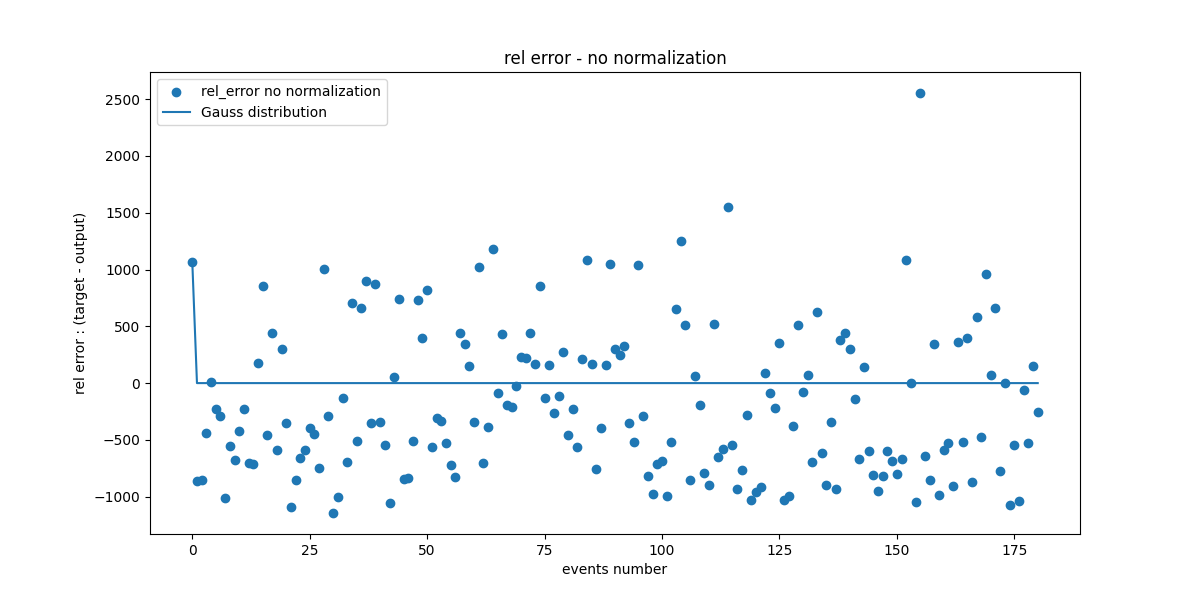 rel error - no normalization
rel_error no normalization
Gauss distribution
2500
2000
1500
1000
500
0
−500
−1000
rel error : (target - output)
0 25 50 75 100 125 150 175
events number